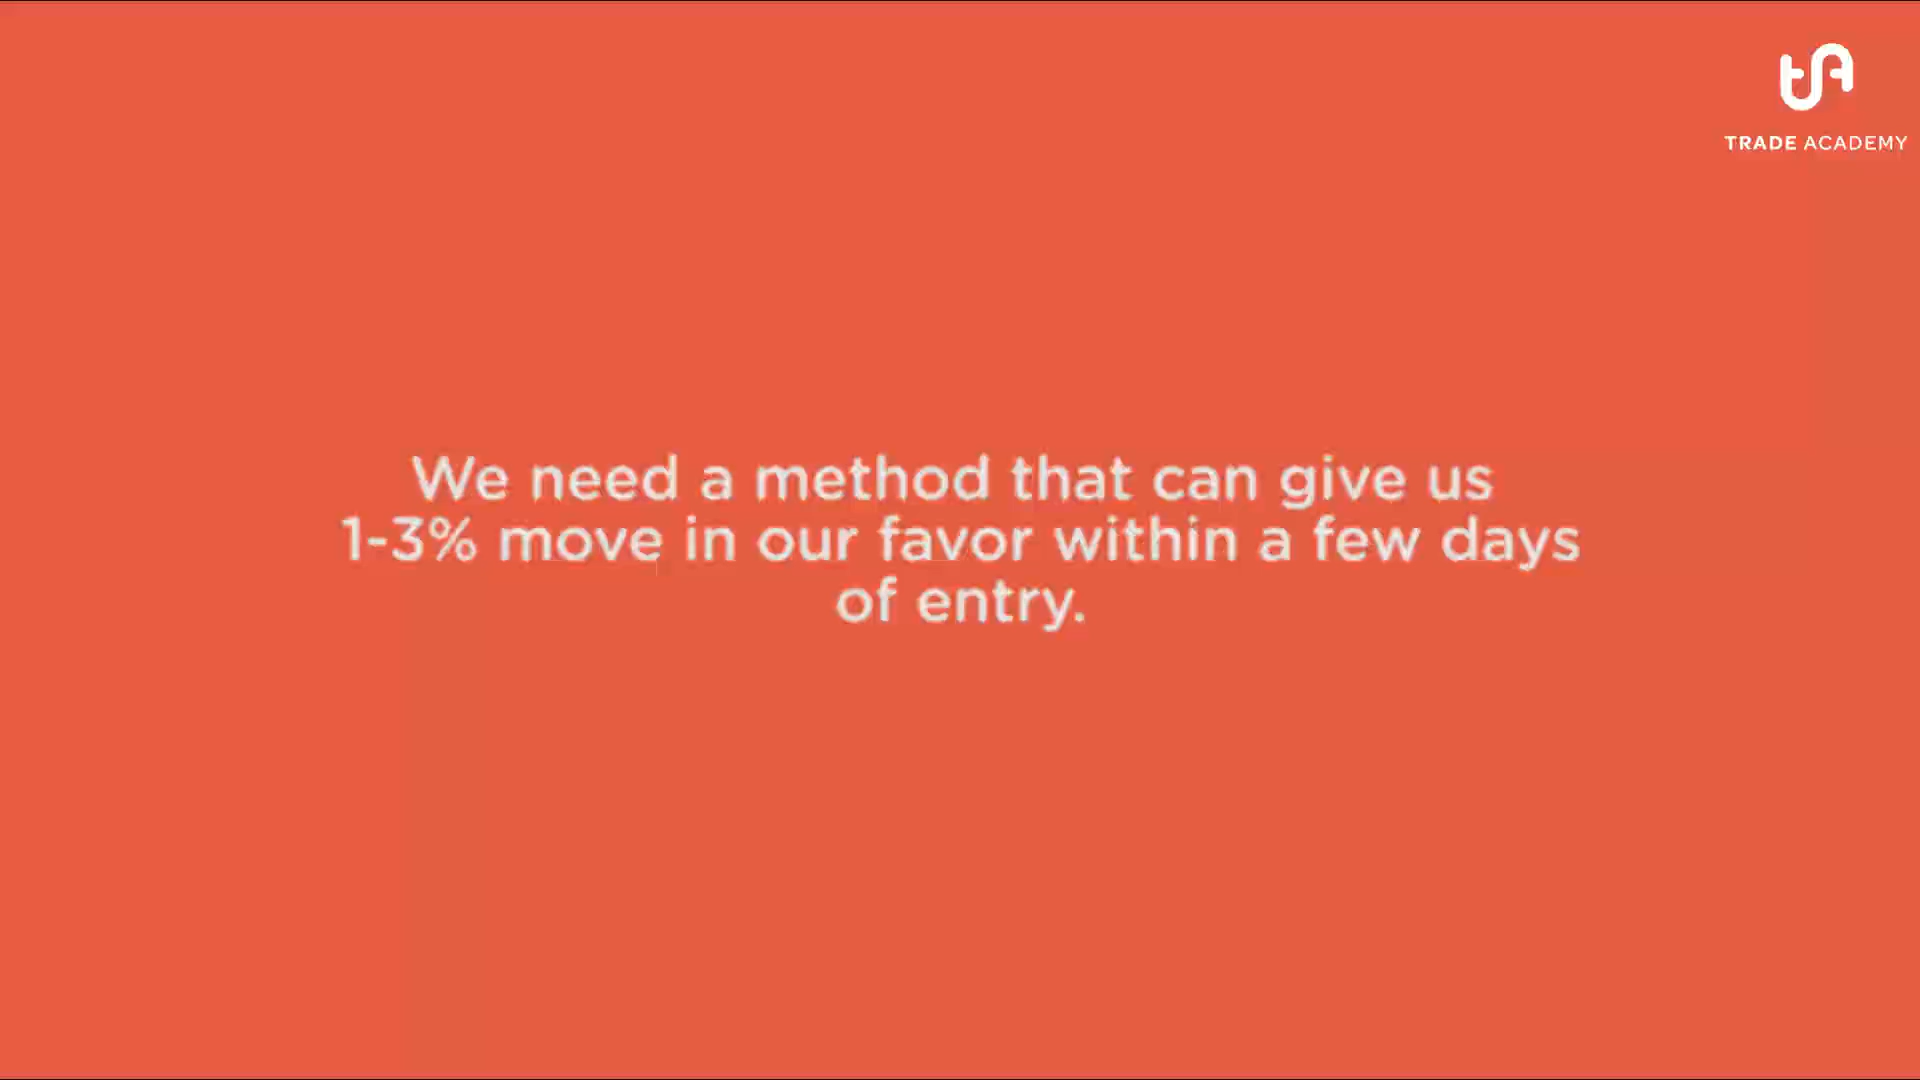 tA
TRADE ACADEMY
We need a method that can give us
1-3% move in our favor within a few days
of entry.